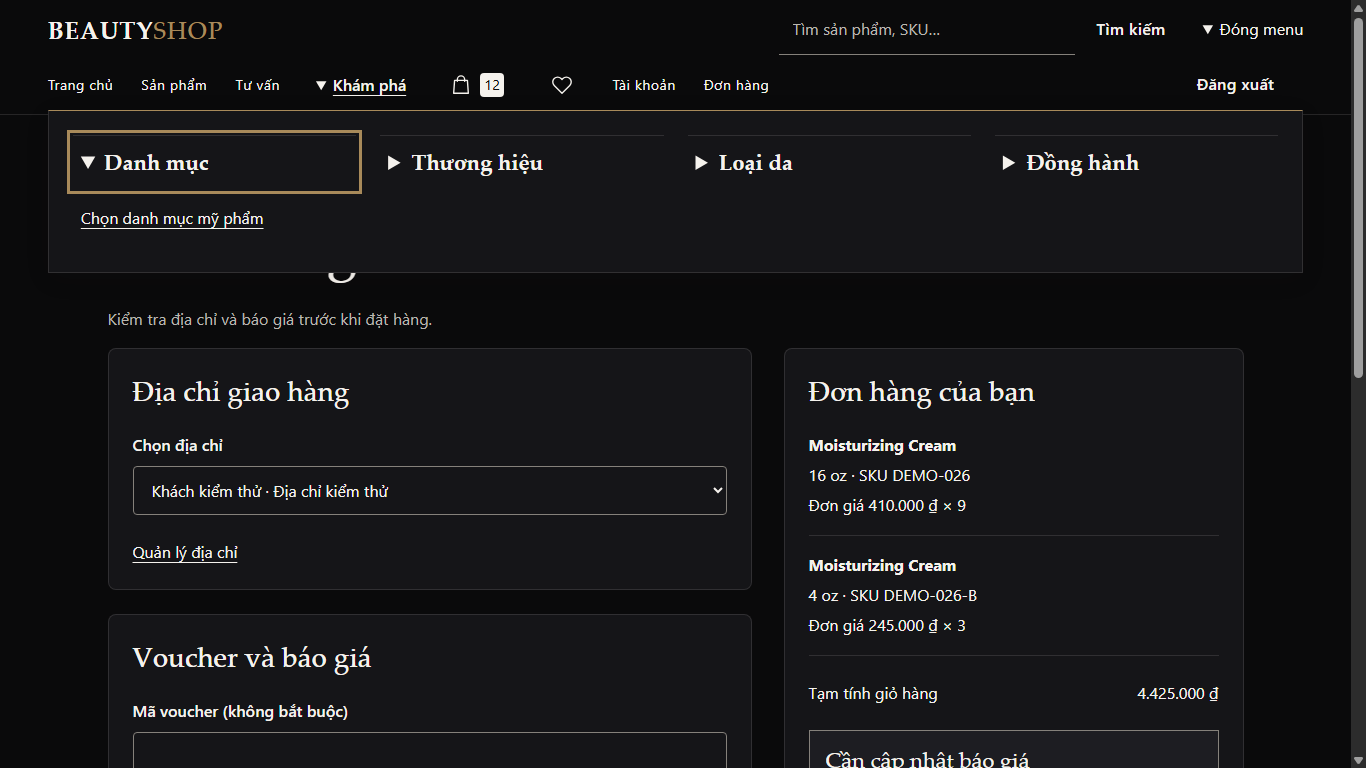 BEAUTYSHOP
Tìm sản phẩm, SKU...
Tìm kiếm
▼ Đóng menu
Trang chủ
Sản phẩm
Tư vấn
▼ Khám phá
12
Tài khoản
Đơn hàng
Đăng xuất
▼ Danh mục
▶ Thương hiệu
▶ Loại da
▶ Đồng hành
Chọn danh mục mỹ phẩm
Kiểm tra địa chỉ và báo giá trước khi đặt hàng.
Địa chỉ giao hàng
Chọn địa chỉ
Khách kiểm thử · Địa chỉ kiểm thử
Quản lý địa chỉ
Voucher và báo giá
Mã voucher (không bắt buộc)
Đơn hàng của bạn
Moisturizing Cream
16 oz · SKU DEMO-026
Đơn giá 410.000 ₫ × 9
Moisturizing Cream
4 oz · SKU DEMO-026-B
Đơn giá 245.000 ₫ × 3
Tạm tính giỏ hàng
4.425.000 ₫
Cần cập nhật báo giá